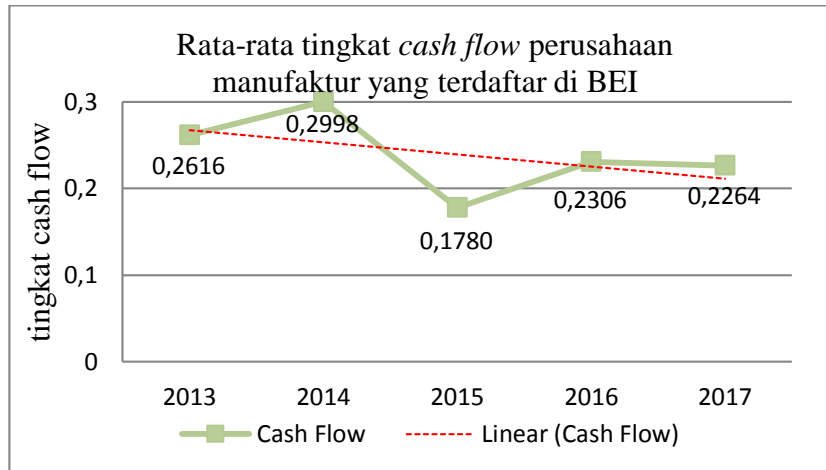 Rata-rata tingkat cash flow perusahaan
manufaktur yang terdaftar di BEI
tingkat cash flow
0,3
0,2
0,1
0
0,2616
0,2998
0,1780
0,2306
0,2264
2013 2014 2015 2016 2017
Cash Flow Linear (Cash Flow)